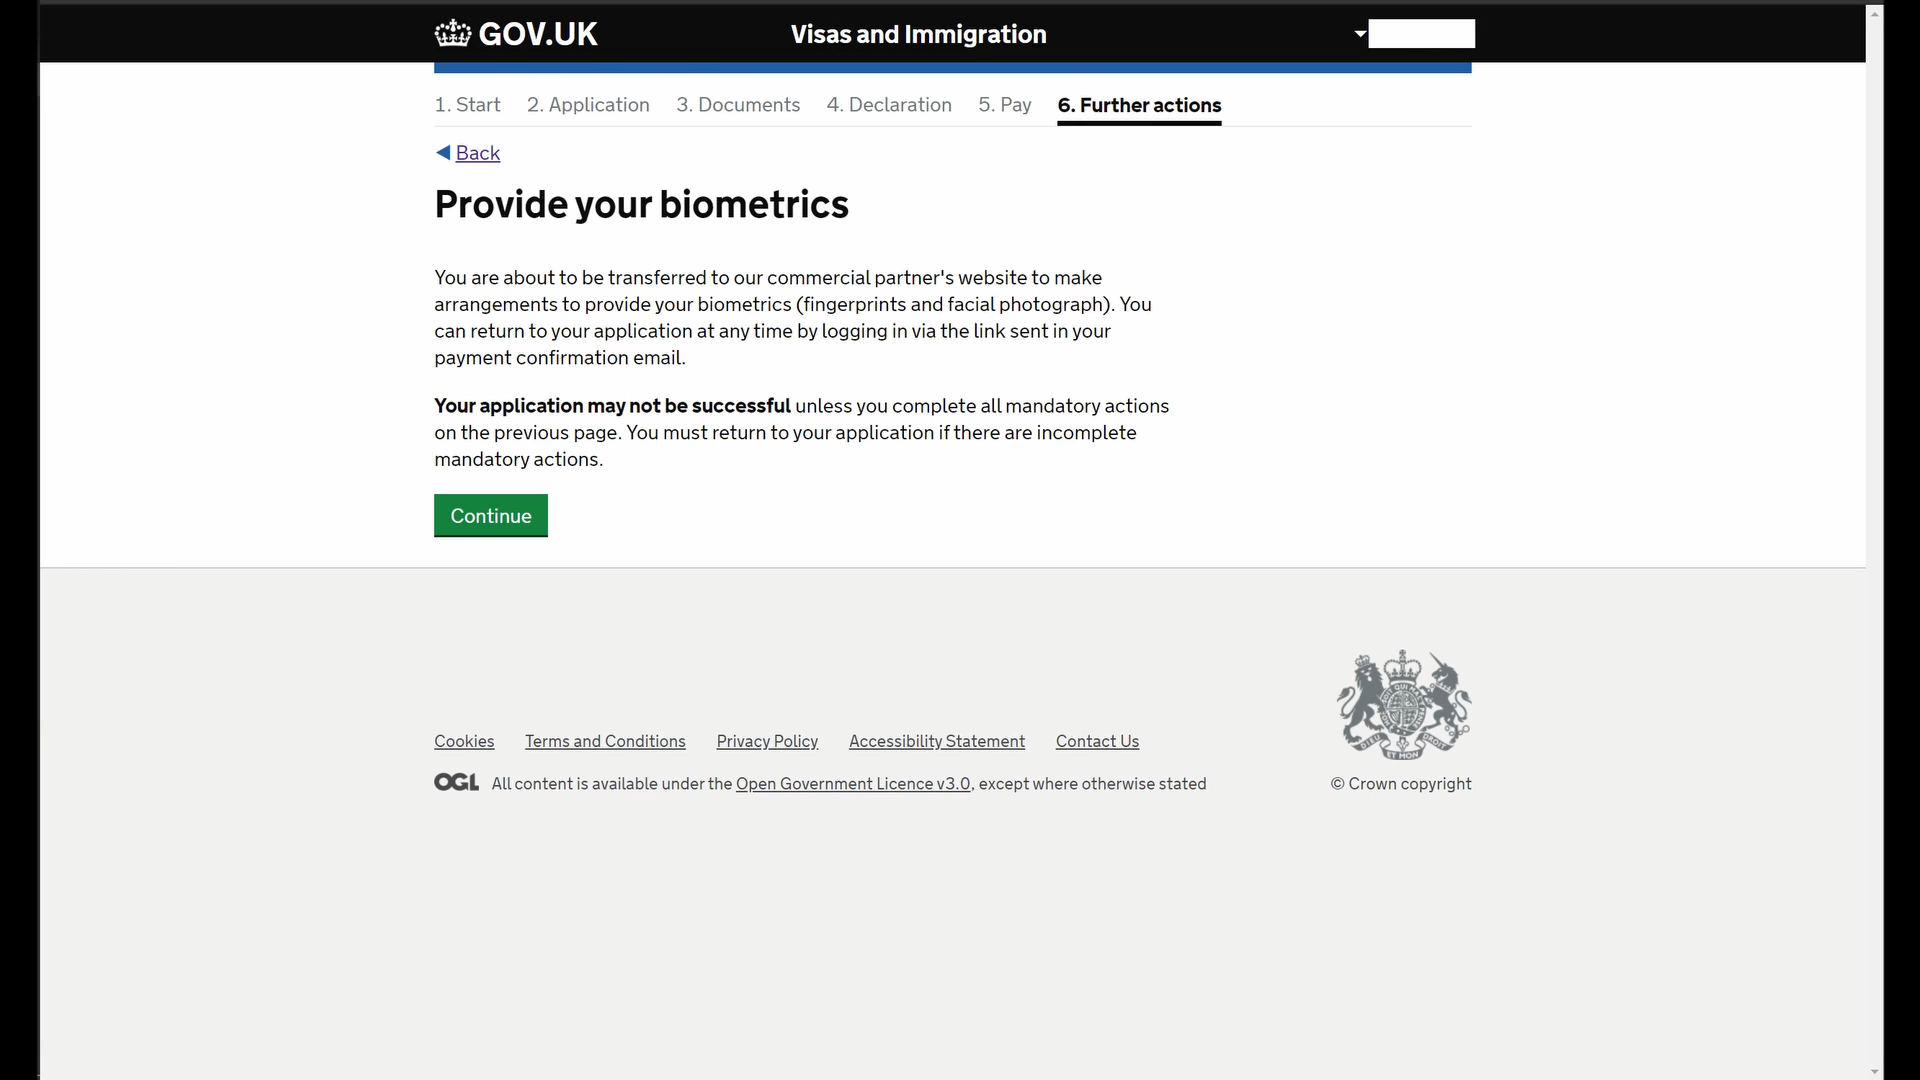 GOV.UK
Visas and Immigration
1. Start 2. Application 3. Documents 4. Declaration 5. Pay 6. Further actions
Back
Provide your biometrics
You are about to be transferred to our commercial partner's website to make
arrangements to provide your biometrics (fingerprints and facial photograph). You
can return to your application at any time by logging in via the link sent in your
payment confirmation email.
Your application may not be successful unless you complete all mandatory actions
on the previous page. You must return to your application if there are incomplete
mandatory actions.
Continue
Cookies Terms and Conditions Privacy Policy Accessibility Statement Contact Us
DIEU ET MON DROIT
OGL All content is available under the Open Government Licence v3.0, except where otherwise stated
© Crown copyright